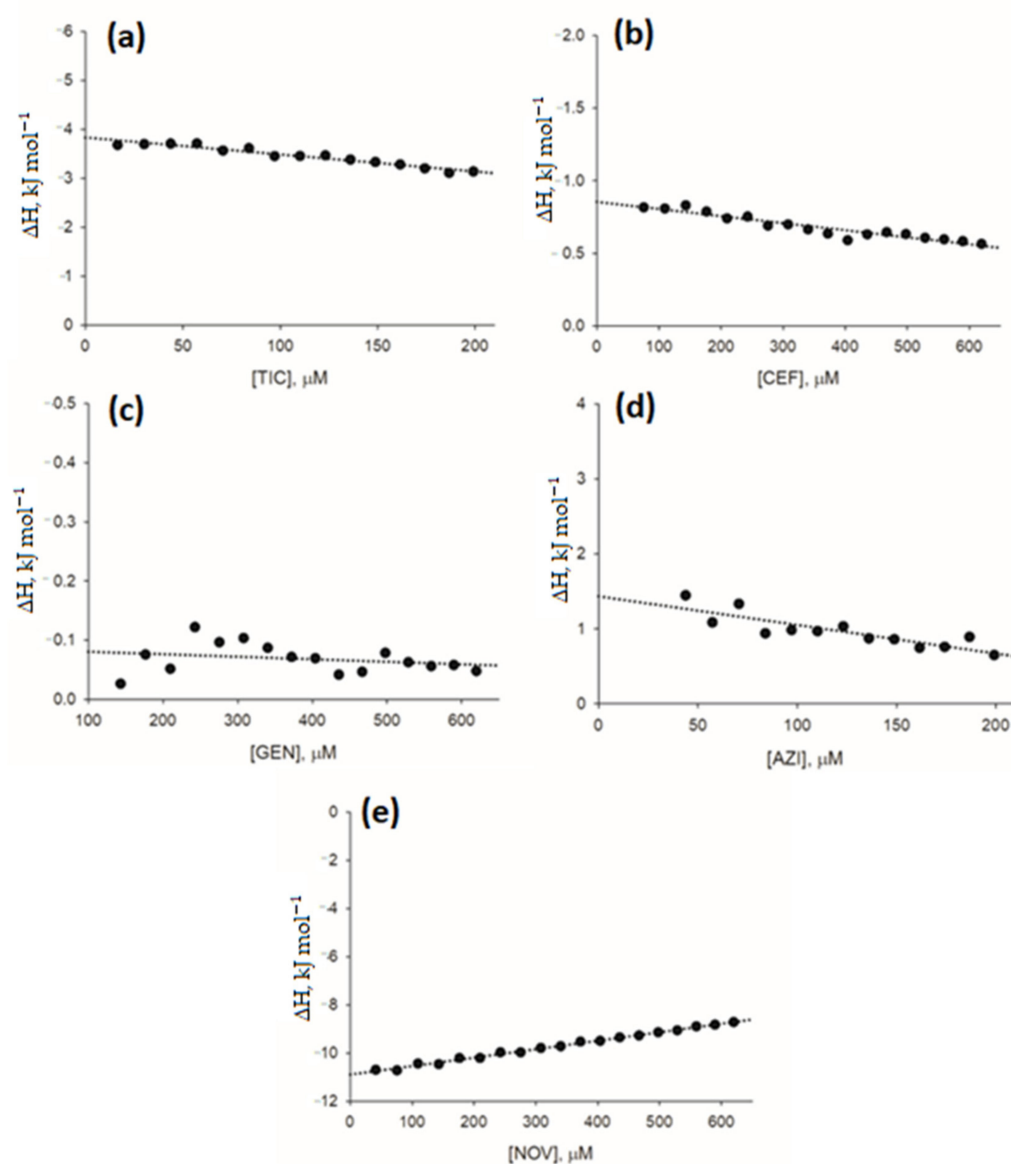 (a)
-6
-5
-4
-3
-2
-1
0
ΔH, kJ mol⁻¹
0 50 100 150 200
[TIC], μM
(b)
-2.0
-1.5
-1.0
-0.5
0.0
ΔH, kJ mol⁻¹
0 100 200 300 400 500 600
[CEF], μM
(c)
-0.5
-0.4
-0.3
-0.2
-0.1
0.0
ΔH, kJ mol⁻¹
100 200 300 400 500 600
[GEN], μM
(d)
4
3
2
1
0
ΔH, kJ mol⁻¹
0 50 100 150 200
[AZI], μM
(e)
0
-2
-4
-6
-8
-10
-12
ΔH, kJ mol⁻¹
0 100 200 300 400 500 600
[NOV], μM